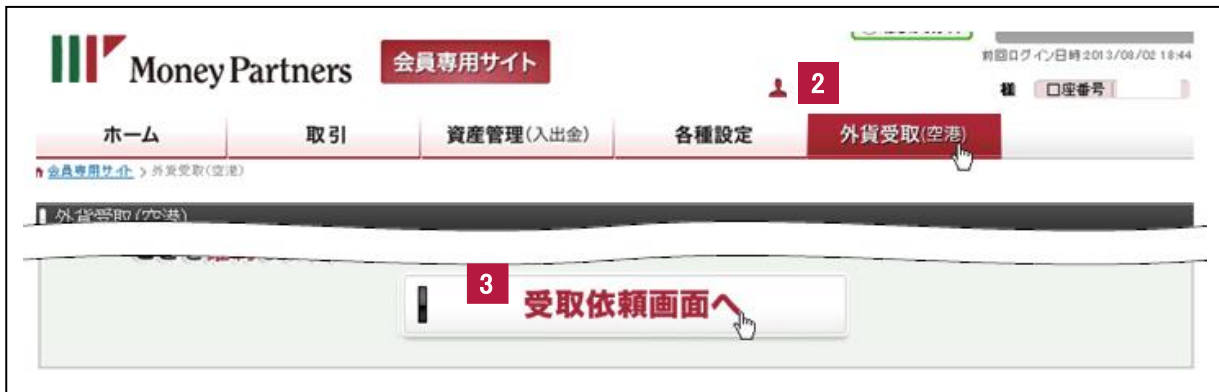 Money Partners 会員専用サイト
前回ログイン日時:2013/08/02 18:44
2
様 口座番号
ホーム 取引 資産管理(入出金) 各種設定 外貨受取(空港)
会員専用サイト > 外貨受取(空港)
外貨受取(空港)
3 受取依頼画面へ